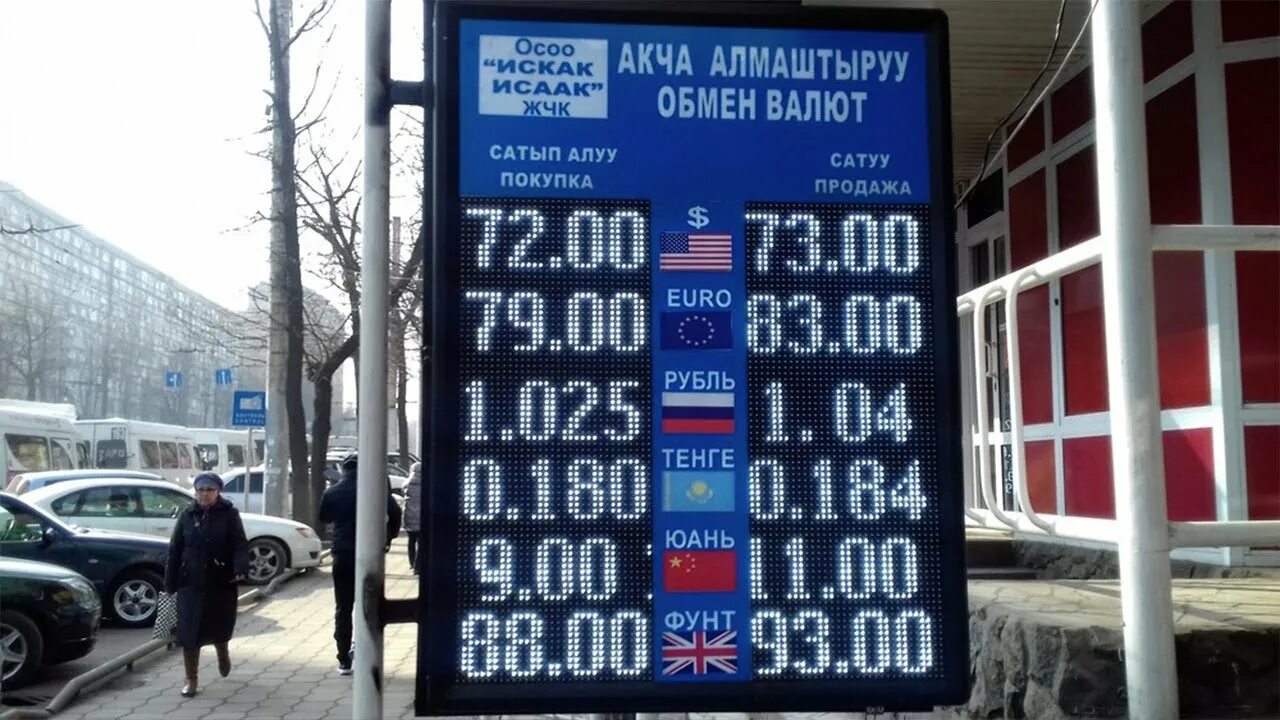 Осоо
"ИСКАК
ИСААК"
ЖЧК
АКЧА АЛМАШТЫРУУ
ОБМЕН ВАЛЮТ
САТЫП АЛУУ
ПОКУПКА
САТУУ
ПРОДАЖА
72.00 $ 73.00
79.00 EURO 83.00
1.025 РУБЛЬ 1.04
0.180 ТЕНГЕ 0.184
9.00 ЮАНЬ 11.00
88.00 ФУНТ 93.00